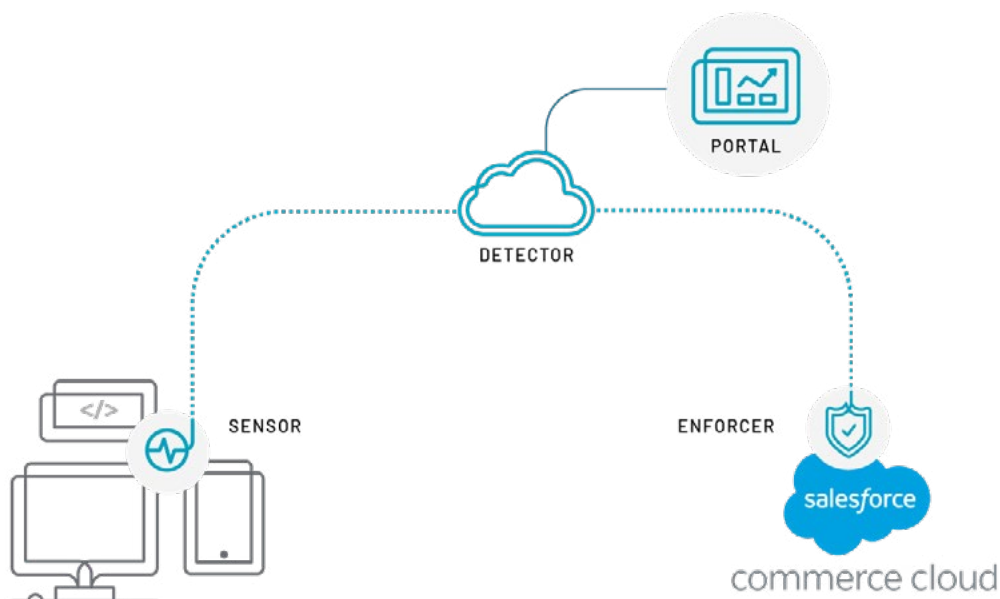 PORTAL
DETECTOR
SENSOR
ENFORCER
</>
salesforce
commerce cloud